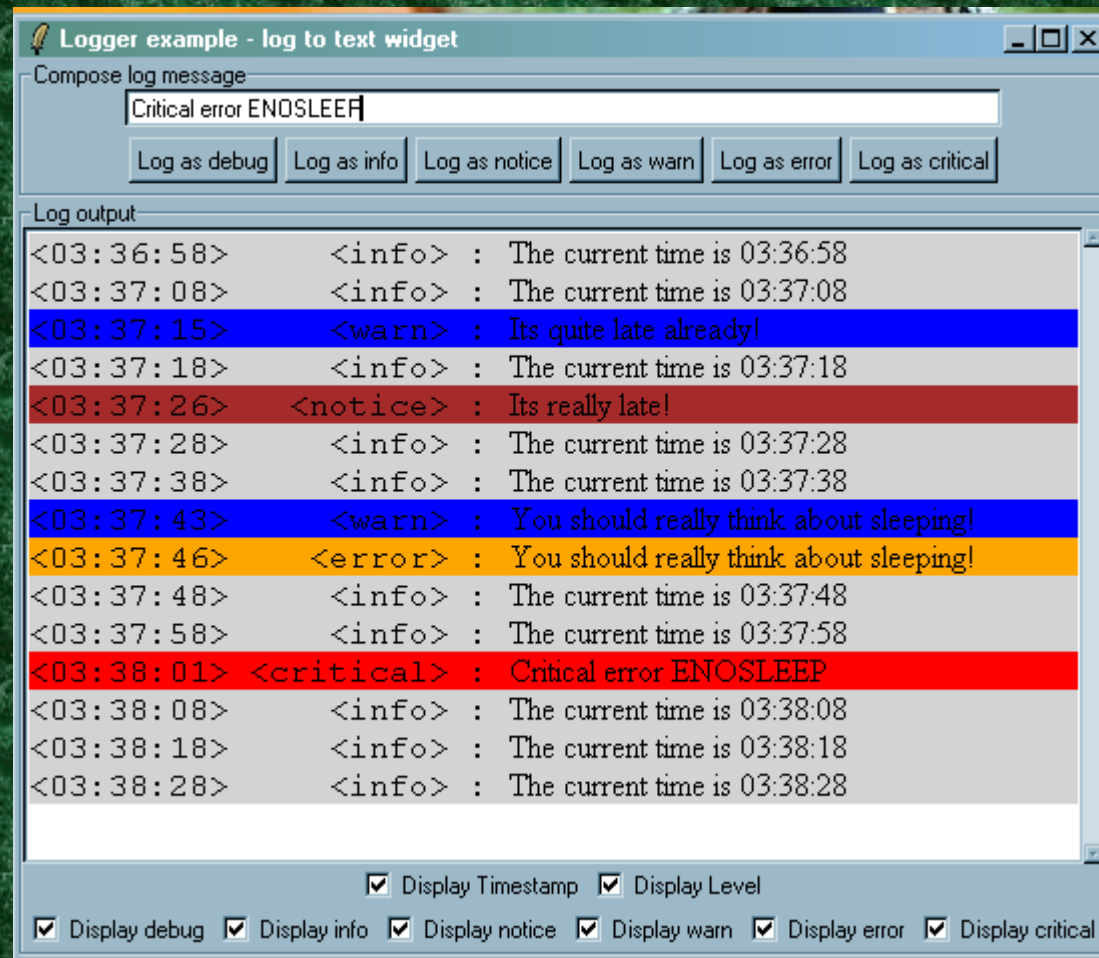 Logger example - log to text widget
Compose log message
Critical error ENOSLEEP
Log as debug Log as info Log as notice Log as warn Log as error Log as critical
Log output
<03:36:58> <info> : The current time is 03:36:58
<03:37:08> <info> : The current time is 03:37:08
<03:37:15> <warn> : Its quite late already!
<03:37:18> <info> : The current time is 03:37:18
<03:37:26> <notice> : Its really late!
<03:37:28> <info> : The current time is 03:37:28
<03:37:38> <info> : The current time is 03:37:38
<03:37:43> <warn> : You should really think about sleeping!
<03:37:46> <error> : You should really think about sleeping!
<03:37:48> <info> : The current time is 03:37:48
<03:37:58> <info> : The current time is 03:37:58
<03:38:01> <critical> : Critical error ENOSLEEP
<03:38:08> <info> : The current time is 03:38:08
<03:38:18> <info> : The current time is 03:38:18
<03:38:28> <info> : The current time is 03:38:28
Display Timestamp Display Level
Display debug Display info Display notice Display warn Display error Display critical